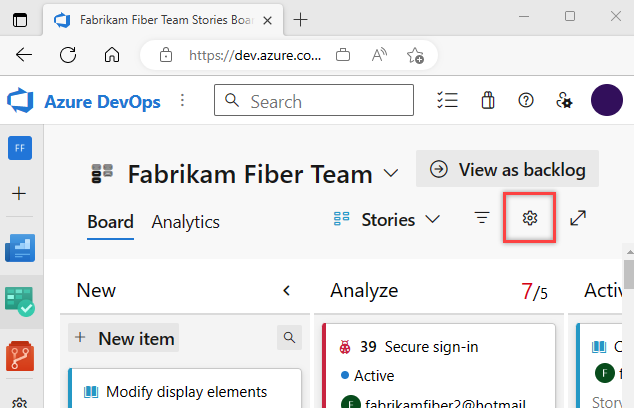 Fabrikam Fiber Team Stories Boar
https://dev.azure.co...
Azure DevOps
Search
FF
Fabrikam Fiber Team
View as backlog
Board
Analytics
Stories
New
Analyze
7/5
Activ
+ New item
39 Secure sign-in
C
Active
F
f
Modify display elements
F fabrikamfiber2@hotmail
Story